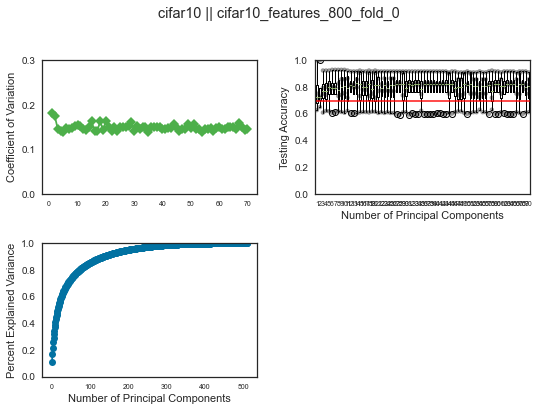 cifar10 || cifar10_features_800_fold_0
Coefficient of Variation
0.3
0.2
0.1
0.0
0 10 20 30 40 50 60 70
Testing Accuracy
1.0
0.8
0.6
0.4
0.2
0.0
Number of Principal Components
Percent Explained Variance
1.0
0.8
0.6
0.4
0.2
0.0
0 100 200 300 400 500
Number of Principal Components